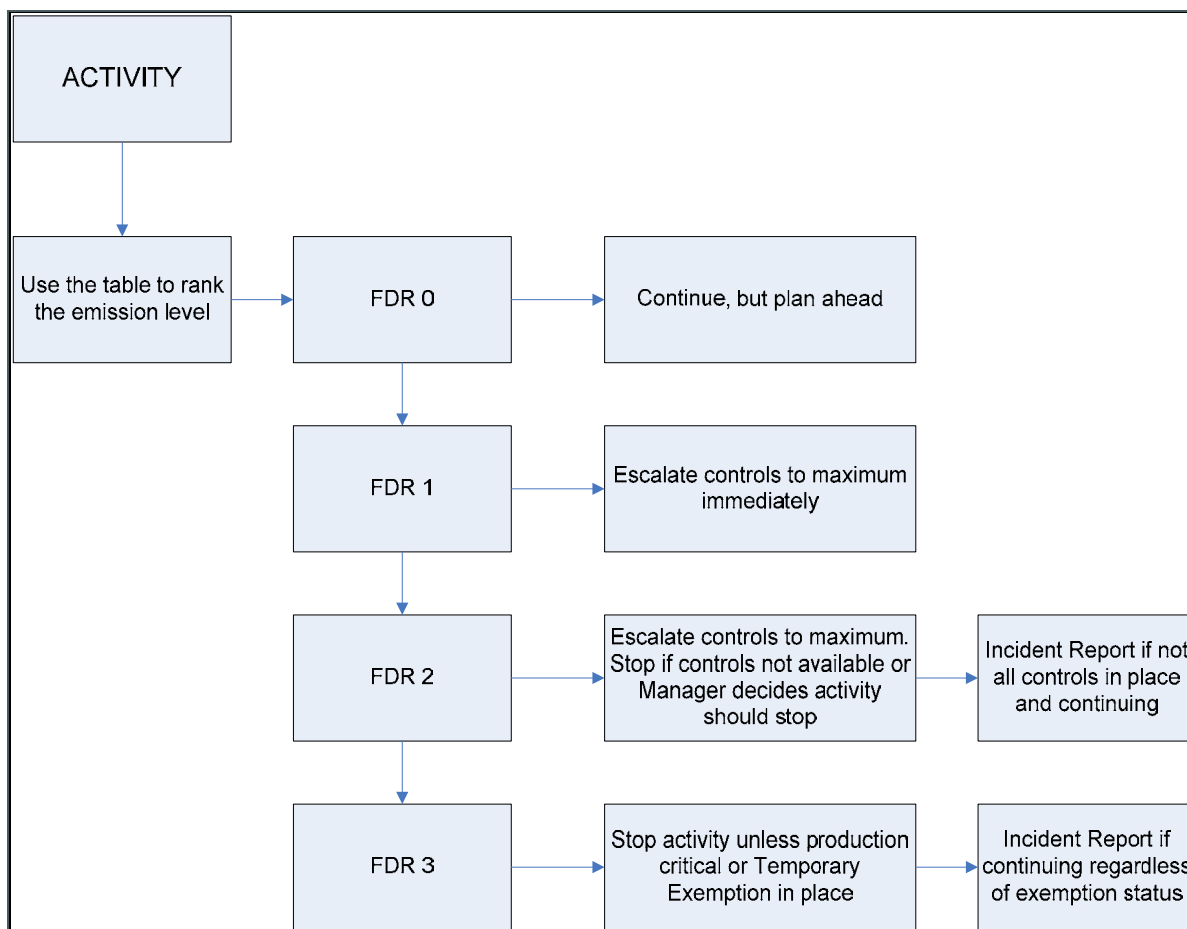 ACTIVITY
Use the table to rank
the emission level
FDR 0
Continue, but plan ahead
FDR 1
Escalate controls to maximum
immediately
FDR 2
Escalate controls to maximum.
Stop if controls not available or
Manager decides activity
should stop
Incident Report if not
all controls in place
and continuing
FDR 3
Stop activity unless production
critical or Temporary
Exemption in place
Incident Report if
continuing regardless
of exemption status